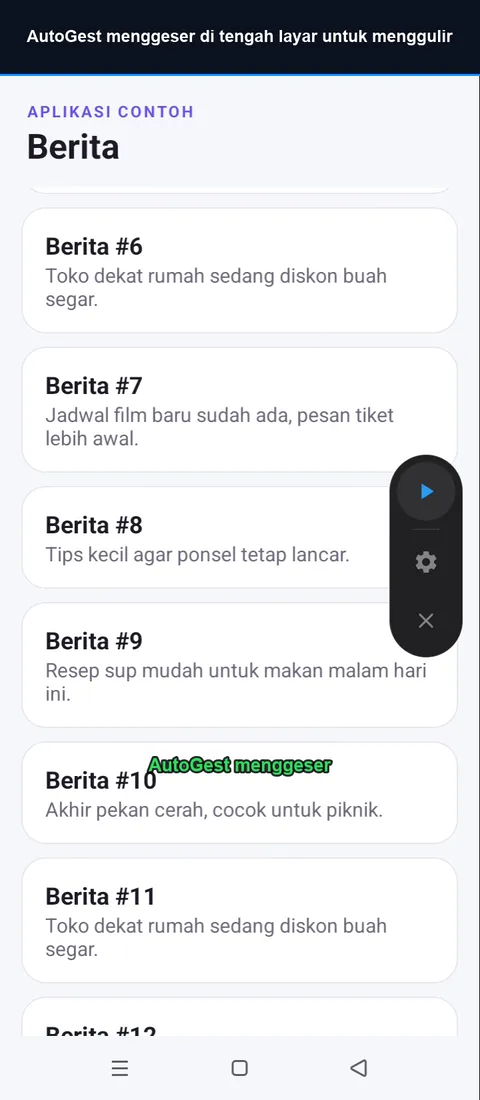 AutoGest menggeser di tengah layar untuk menggulir
APLIKASI CONTOH
Berita
Berita #6
Toko dekat rumah sedang diskon buah
segar.
Berita #7
Jadwal film baru sudah ada, pesan tiket
lebih awal.
Berita #8
Tips kecil agar ponsel tetap lancar.
Berita #9
Resep sup mudah untuk makan malam hari
ini.
AutoGest menggeser
Berita #10
Akhir pekan cerah, cocok untuk piknik.
Berita #11
Toko dekat rumah sedang diskon buah
segar.
Berita #12